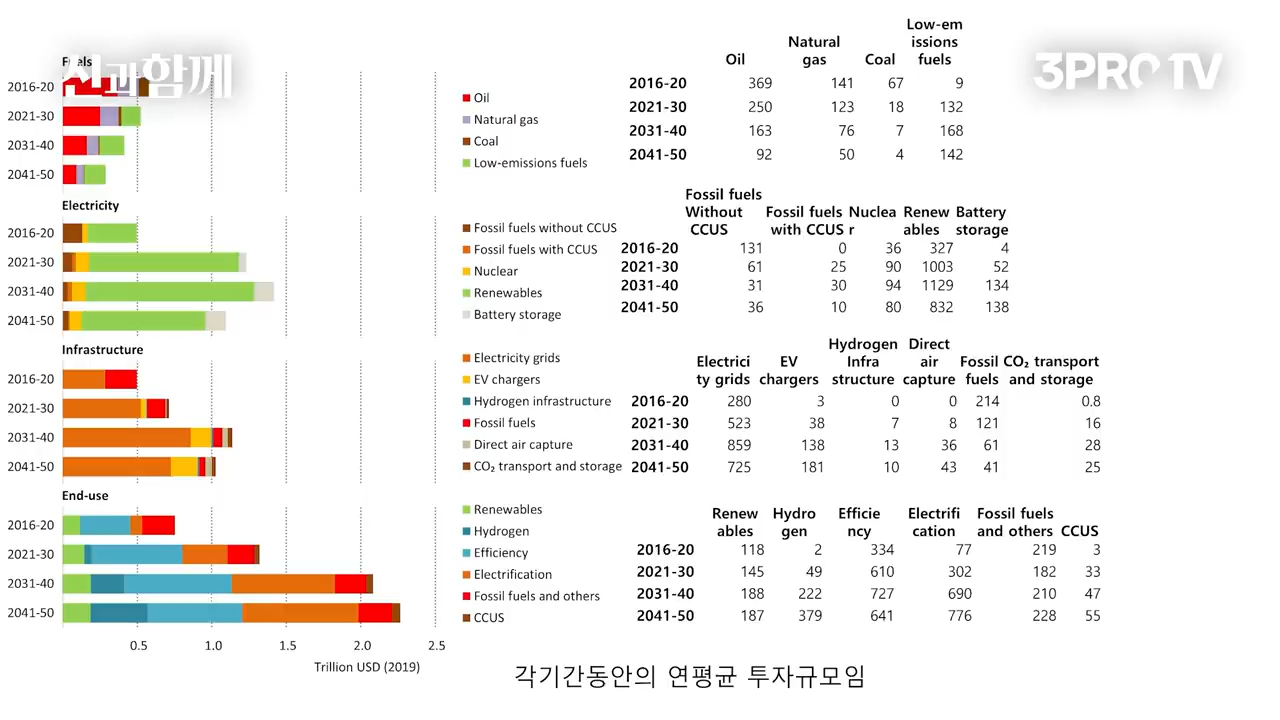 신과함께
3PRO TV
Fuels
2016-20
2021-30
2031-40
2041-50
Oil
Natural gas
Coal
Low-emissions fuels
Oil Natural gas Coal Low-em issions fuels
2016-20 369 141 67 9
2021-30 250 123 18 132
2031-40 163 76 7 168
2041-50 92 50 4 142
Electricity
2016-20
2021-30
2031-40
2041-50
Fossil fuels without CCUS
Fossil fuels with CCUS
Nuclear
Renewables
Battery storage
Fossil fuels Without CCUS Fossil fuels with CCUS Nuclea r Renew ables Battery storage
2016-20 131 0 36 327 4
2021-30 61 25 90 1003 52
2031-40 31 30 94 1129 134
2041-50 36 10 80 832 138
Infrastructure
2016-20
2021-30
2031-40
2041-50
Electricity grids
EV chargers
Hydrogen infrastructure
Fossil fuels
Direct air capture
CO₂ transport and storage
Electrici ty grids EV chargers Hydrogen Infra structure Direct air capture Fossil fuels CO₂ transport and storage
2016-20 280 3 0 0 214 0.8
2021-30 523 38 7 8 121 16
2031-40 859 138 13 36 61 28
2041-50 725 181 10 43 41 25
End-use
2016-20
2021-30
2031-40
2041-50
Renewables
Hydrogen
Efficiency
Electrification
Fossil fuels and others
CCUS
Renew ables Hydro gen Efficie ncy Electrifi cation Fossil fuels and others CCUS
2016-20 118 2 334 77 219 3
2021-30 145 49 610 302 182 33
2031-40 188 222 727 690 210 47
2041-50 187 379 641 776 228 55
0.5 1.0 1.5 2.0 2.5
Trillion USD (2019)
각기간동안의 연평균 투자규모임